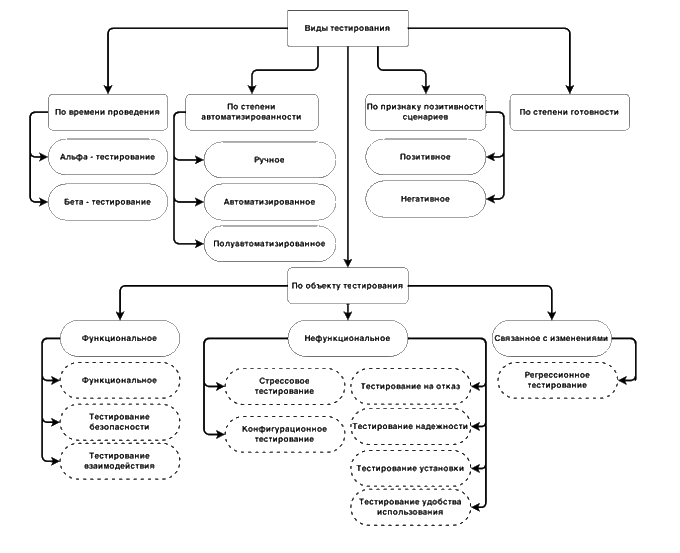 Виды тестирования
По времени проведения
Альфа - тестирование
Бета - тестирование
По степени
автоматизированности
Ручное
Автоматизированное
Полуавтоматизированное
По признаку позитивности
сценариев
Позитивное
Негативное
По степени готовности
По объекту тестирования
Функциональное
Функциональное
Тестирование
безопасности
Тестирование
взаимодействия
Нефункциональное
Стрессовое
тестирование
Конфигурационное
тестирование
Тестирование на отказ
Тестирование надежности
Тестирование установки
Тестирование удобства
использования
Связанное с изменениями
Регрессионное
тестирование